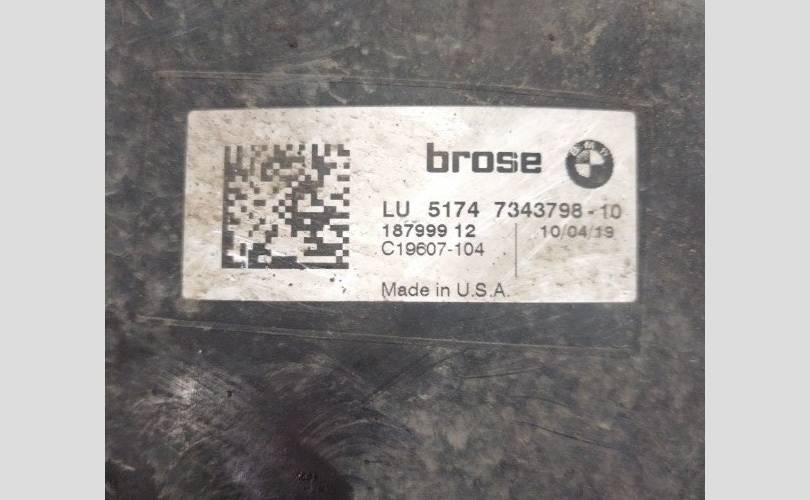 brose
LU 5174 7343798-10
187999 12
10/04/19
C19607-104
Made in U.S.A.